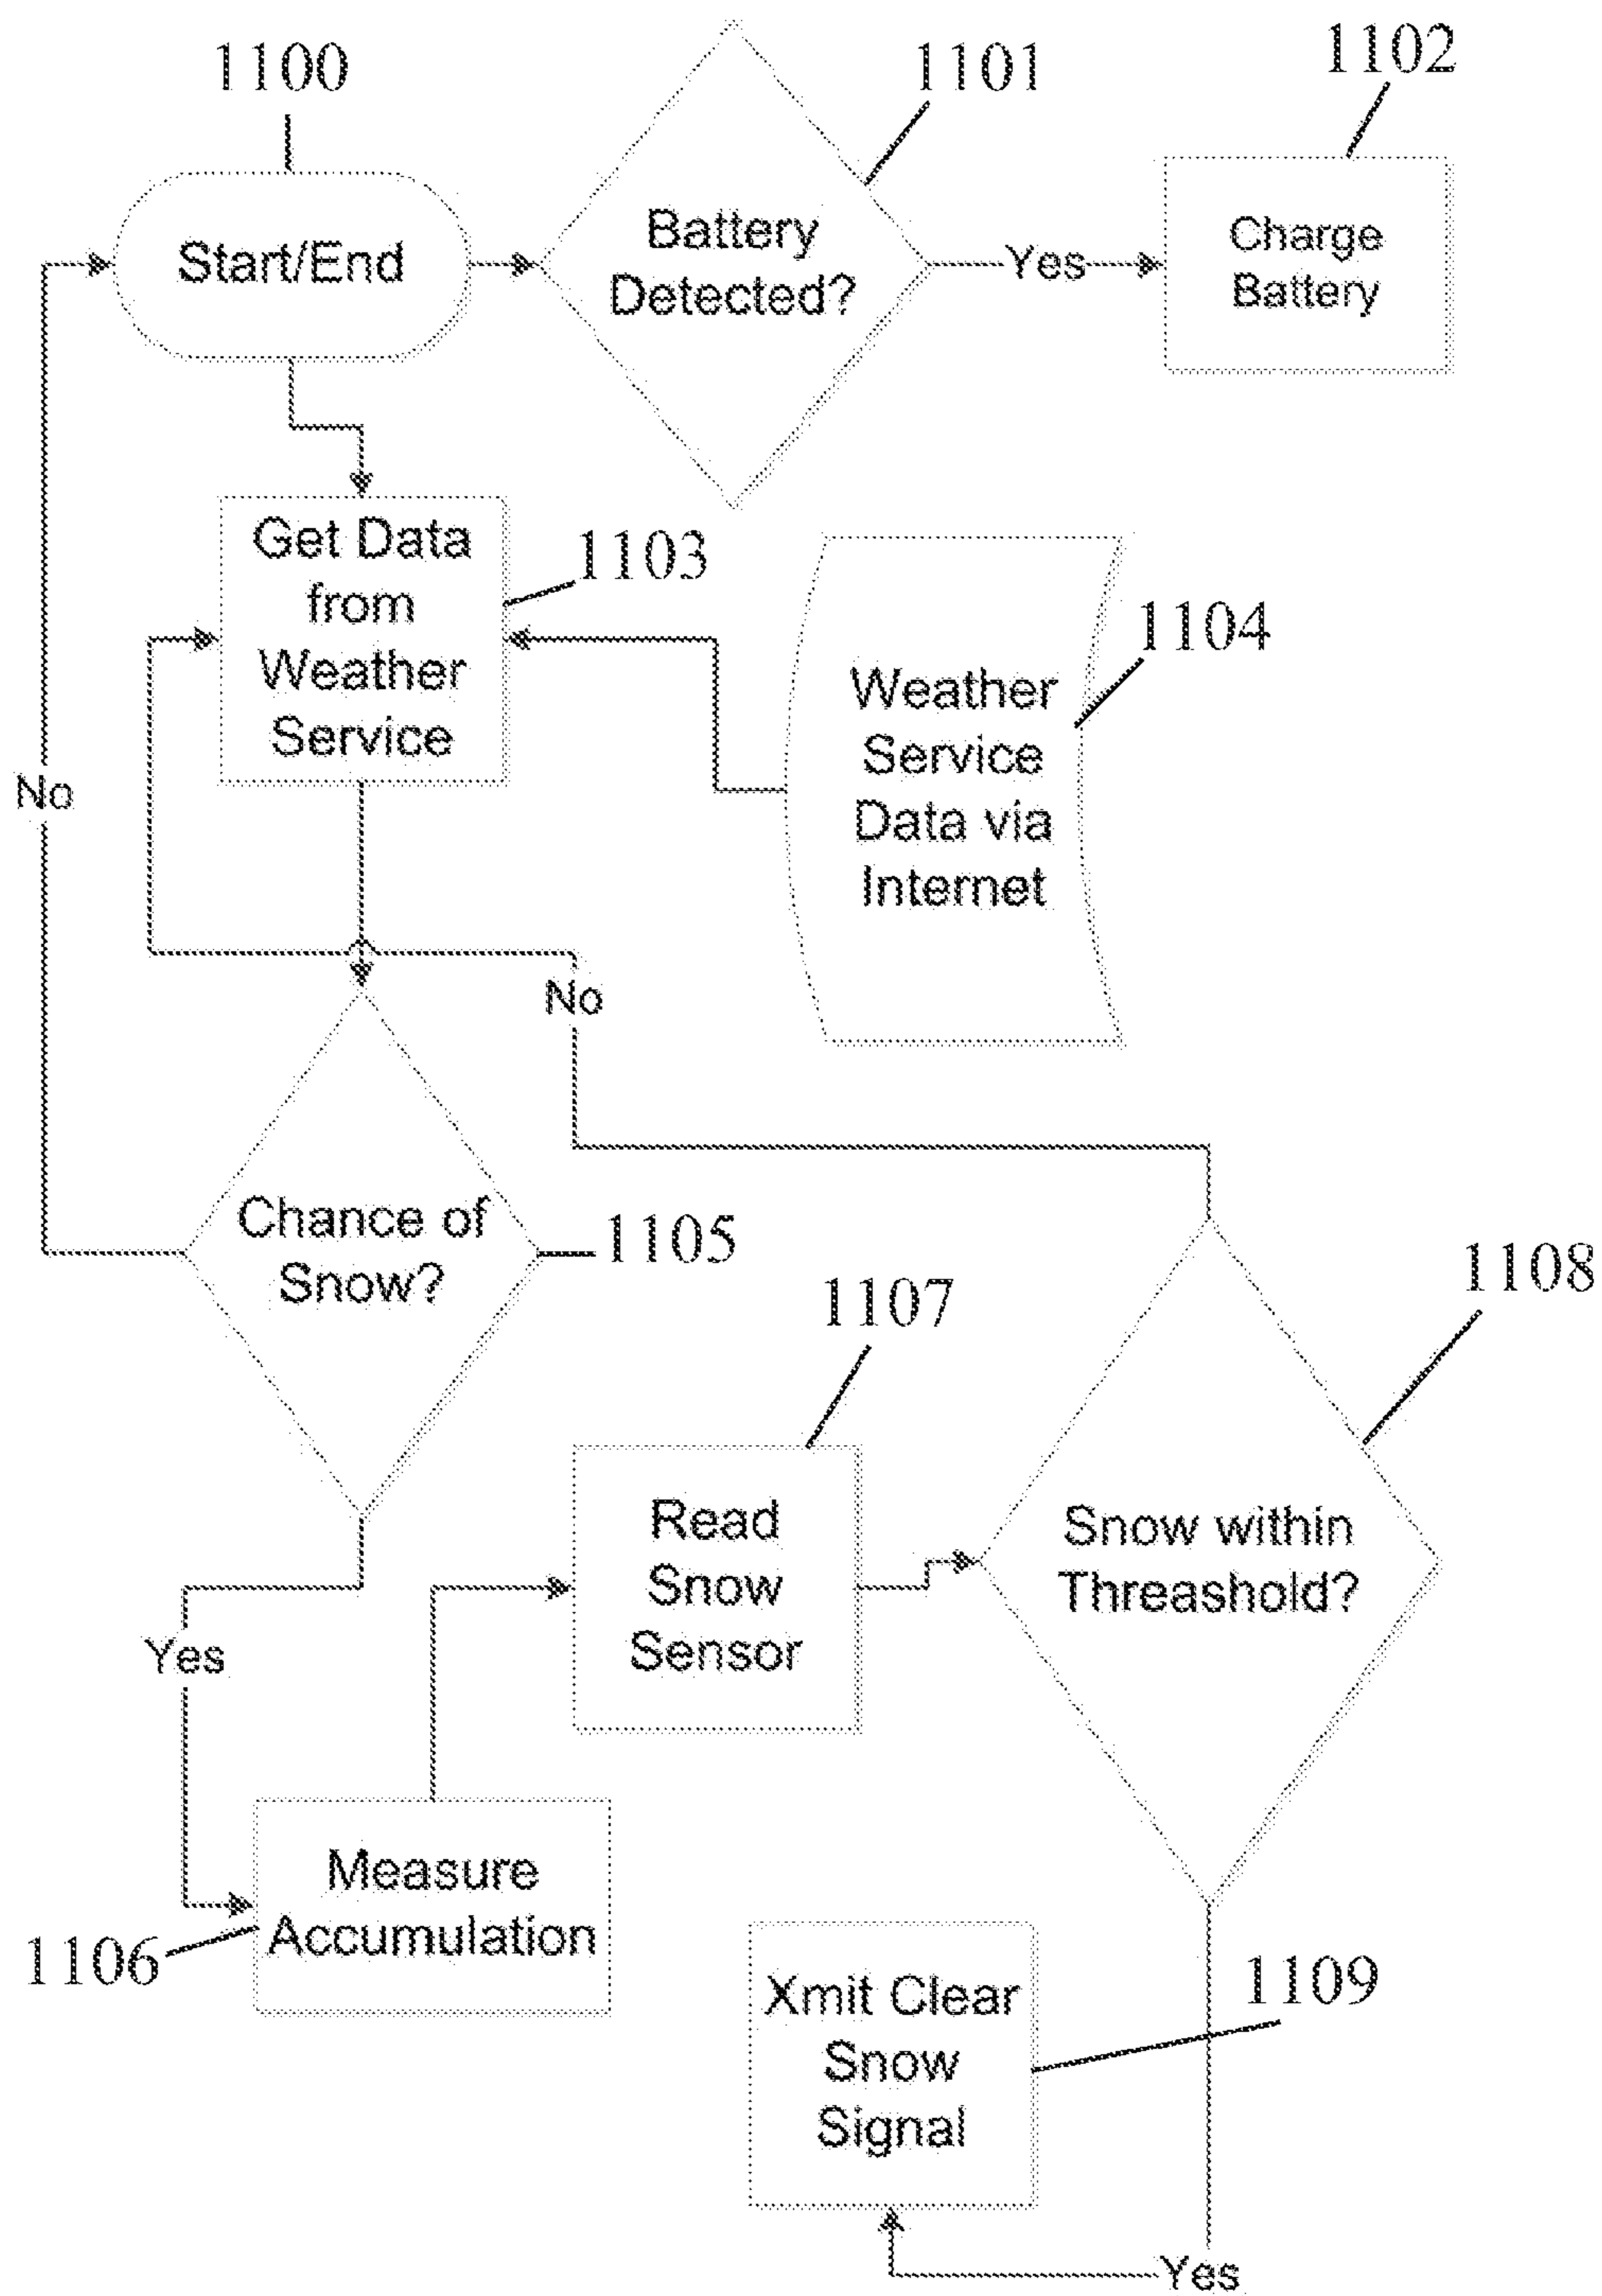 1100
1101
1102
Start/End
Battery
Detected?
Yes
Charge
Battery
Get Data
from
Weather
Service
1103
1104
Weather
Service
Data via
Internet
No
No
Chance of
Snow?
1105
1107
1108
Read
Snow
Sensor
Snow within
Threashold?
Yes
Measure
Accumulation
1106
Xmit Clear
Snow
Signal
1109
Yes